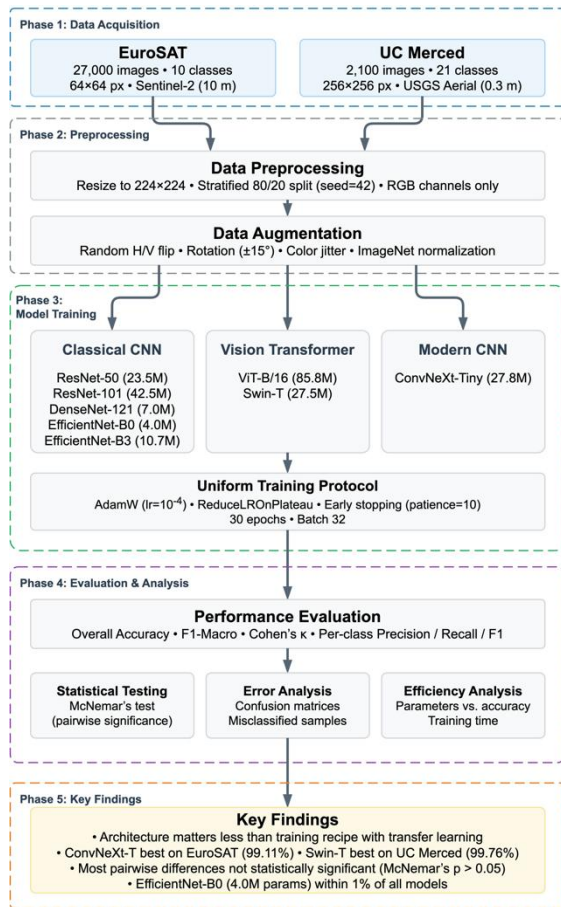 Phase 1: Data Acquisition
EuroSAT
27,000 images • 10 classes
64×64 px • Sentinel-2 (10 m)
UC Merced
2,100 images • 21 classes
256×256 px • USGS Aerial (0.3 m)
Phase 2: Preprocessing
Data Preprocessing
Resize to 224×224 • Stratified 80/20 split (seed=42) • RGB channels only
Data Augmentation
Random H/V flip • Rotation (±15°) • Color jitter • ImageNet normalization
Phase 3:
Model Training
Classical CNN
ResNet-50 (23.5M)
ResNet-101 (42.5M)
DenseNet-121 (7.0M)
EfficientNet-B0 (4.0M)
EfficientNet-B3 (10.7M)
Vision Transformer
ViT-B/16 (85.8M)
Swin-T (27.5M)
Modern CNN
ConvNeXt-Tiny (27.8M)
Uniform Training Protocol
AdamW (lr=10⁻⁴) • ReduceLROnPlateau • Early stopping (patience=10)
30 epochs • Batch 32
Phase 4: Evaluation & Analysis
Performance Evaluation
Overall Accuracy • F1-Macro • Cohen's κ • Per-class Precision / Recall / F1
Statistical Testing
McNemar's test
(pairwise significance)
Error Analysis
Confusion matrices
Misclassified samples
Efficiency Analysis
Parameters vs. accuracy
Training time
Phase 5: Key Findings
Key Findings
• Architecture matters less than training recipe with transfer learning
• ConvNeXt-T best on EuroSAT (99.11%) • Swin-T best on UC Merced (99.76%)
• Most pairwise differences not statistically significant (McNemar's p > 0.05)
• EfficientNet-B0 (4.0M params) within 1% of all models